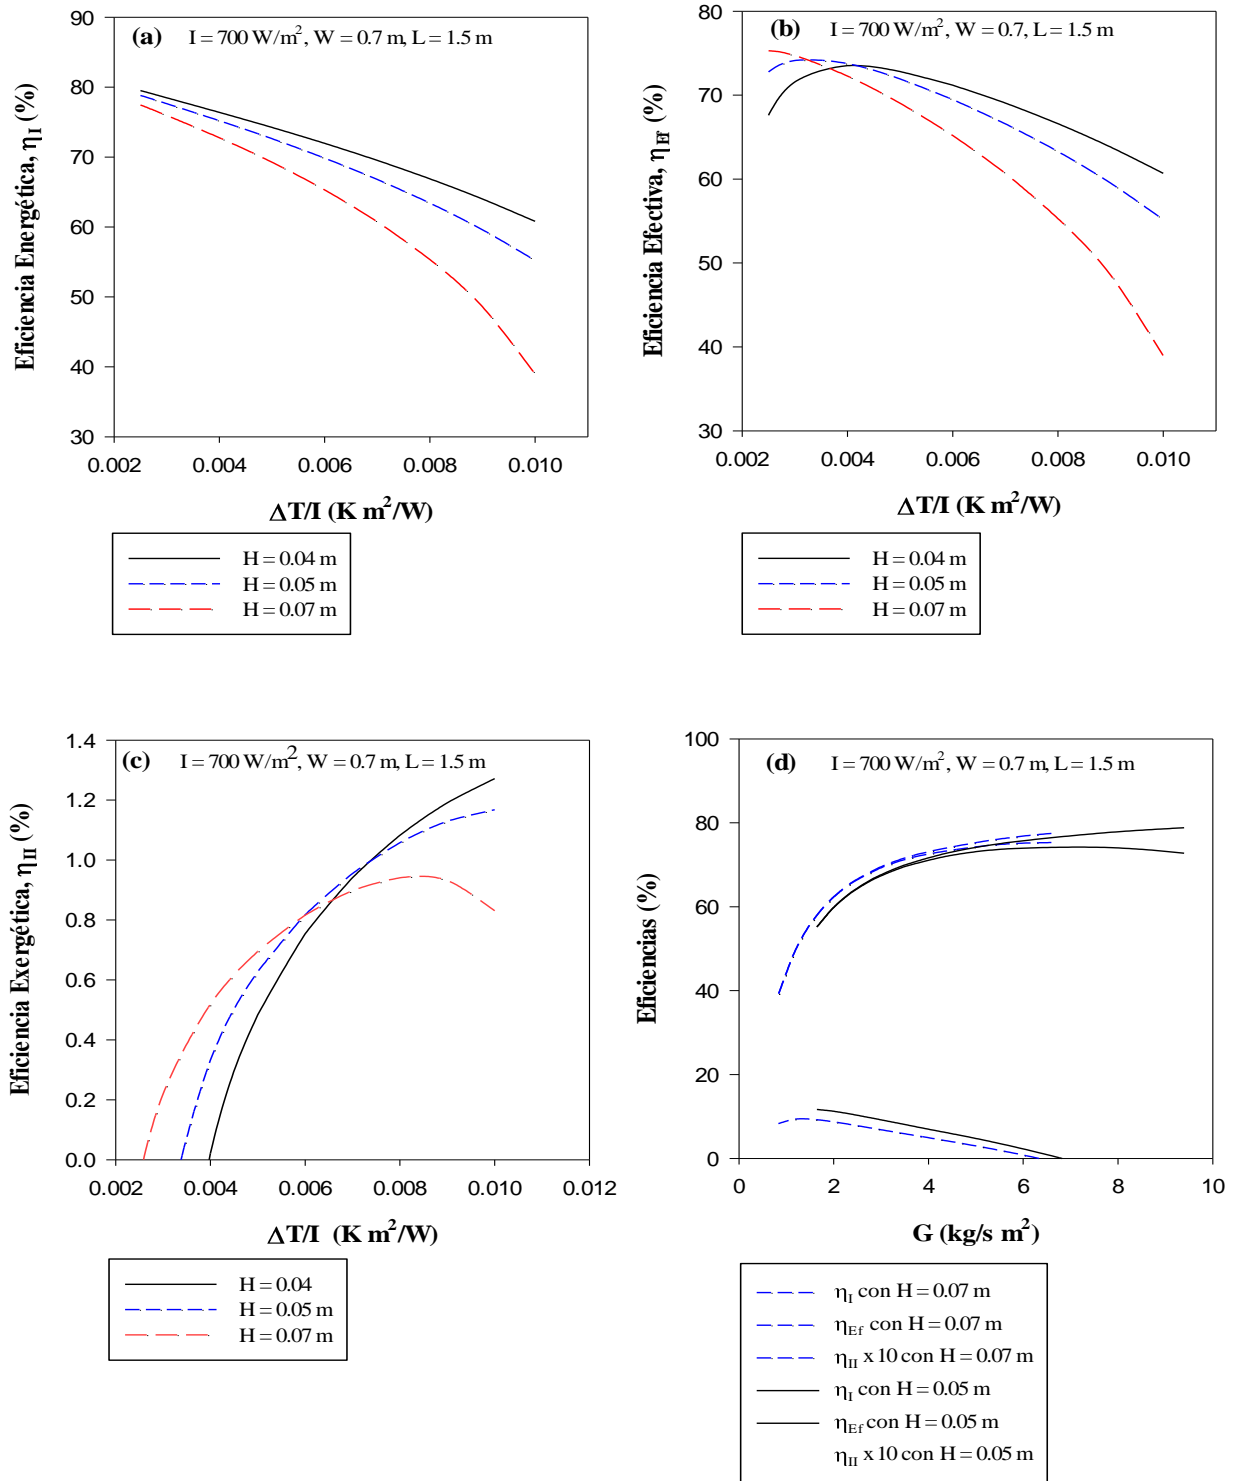 (a) I = 700 W/m², W = 0.7 m, L = 1.5 m
Eficiencia Energética, ηI (%)
90
80
70
60
50
40
30
0.002 0.004 0.006 0.008 0.010
ΔT/I (K m²/W)
H = 0.04 m
H = 0.05 m
H = 0.07 m
(b) I = 700 W/m², W = 0.7, L = 1.5 m
Eficiencia Efectiva, ηEf (%)
80
70
60
50
40
30
0.002 0.004 0.006 0.008 0.010
ΔT/I (K m²/W)
H = 0.04 m
H = 0.05 m
H = 0.07 m
(c) I = 700 W/m², W = 0.7 m, L = 1.5 m
Eficiencia Exergética, ηII (%)
1.4
1.2
1.0
0.8
0.6
0.4
0.2
0.0
0.002 0.004 0.006 0.008 0.010 0.012
ΔT/I (K m²/W)
H = 0.04
H = 0.05 m
H = 0.07 m
(d) I = 700 W/m², W = 0.7 m, L = 1.5 m
Eficiencias (%)
100
80
60
40
20
0
0 2 4 6 8 10
G (kg/s m²)
ηI con H = 0.07 m
ηEf con H = 0.07 m
ηII x 10 con H = 0.07 m
ηI con H = 0.05 m
ηEf con H = 0.05 m
ηII x 10 con H = 0.05 m